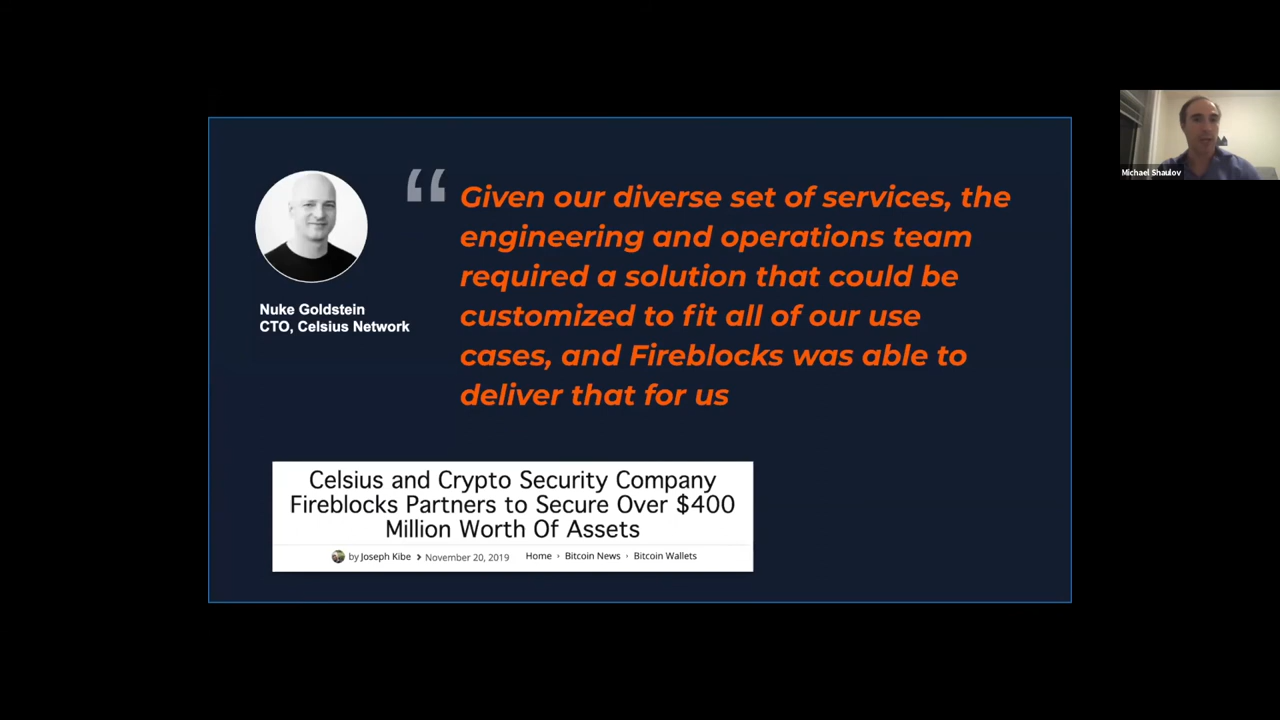 “
Given our diverse set of services, the
engineering and operations team
required a solution that could be
customized to fit all of our use
cases, and Fireblocks was able to
deliver that for us
Nuke Goldstein
CTO, Celsius Network
Celsius and Crypto Security Company
Fireblocks Partners to Secure Over $400
Million Worth Of Assets
by Joseph Kibe › November 20, 2019 Home › Bitcoin News › Bitcoin Wallets
Michael Shaulov